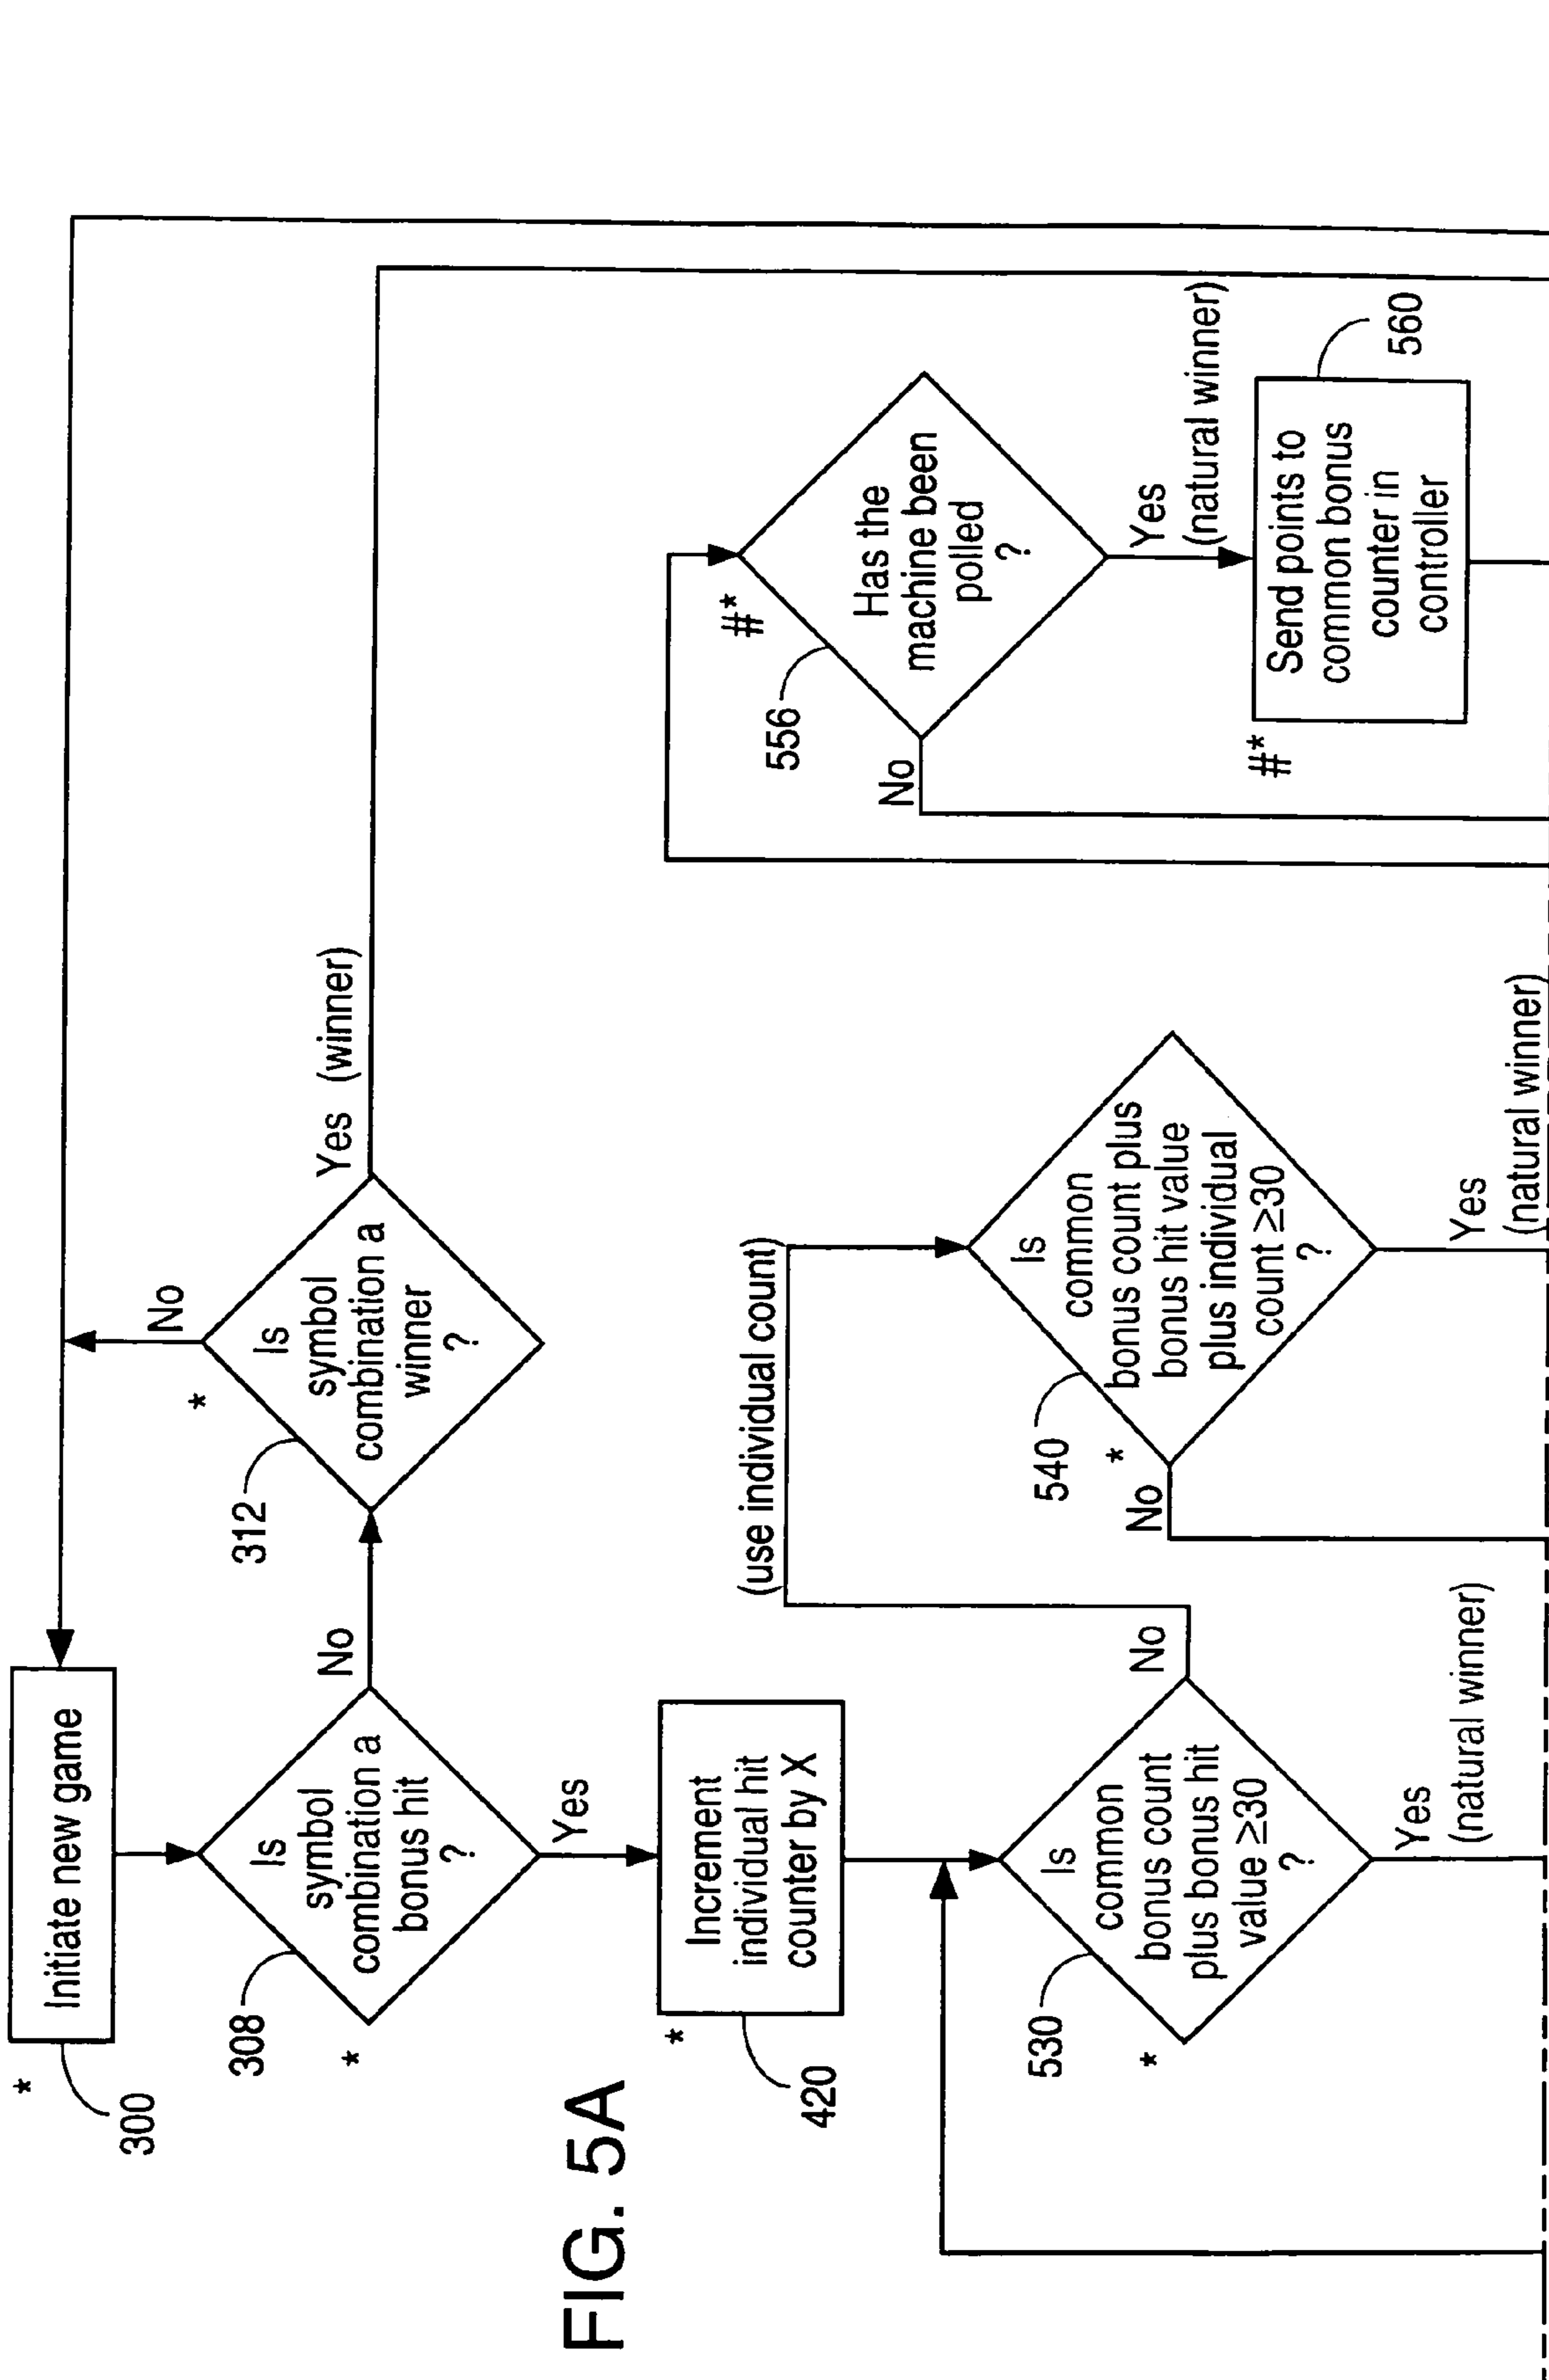 *
300
Initiate new game
308
*
Is
symbol
combination a
bonus hit
?
No
Yes
312
*
Is
symbol
combination a
winner
?
No
Yes (winner)
FIG. 5A
*
420
Increment
individual hit
counter by X
530
*
Is
common
bonus count
plus bonus hit
value ≥30
?
No
Yes
(natural winner)
(use individual count)
540
*
Is
common
bonus count plus
bonus hit value
plus individual
count ≥30
?
No
Yes
(natural winner)
556
#*
Has the
machine been
polled
?
No
Yes
(natural winner)
#*
Send points to
common bonus
counter in
controller
560